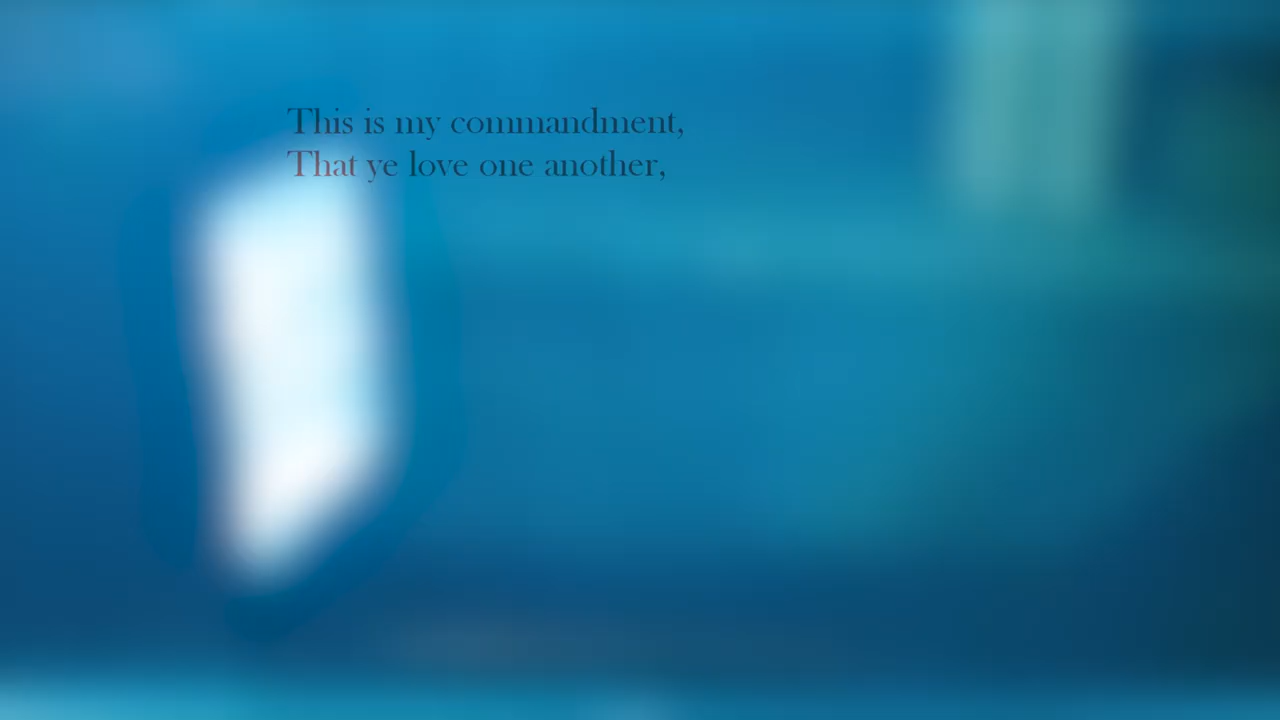 This is my commandment,
That ye love one another,